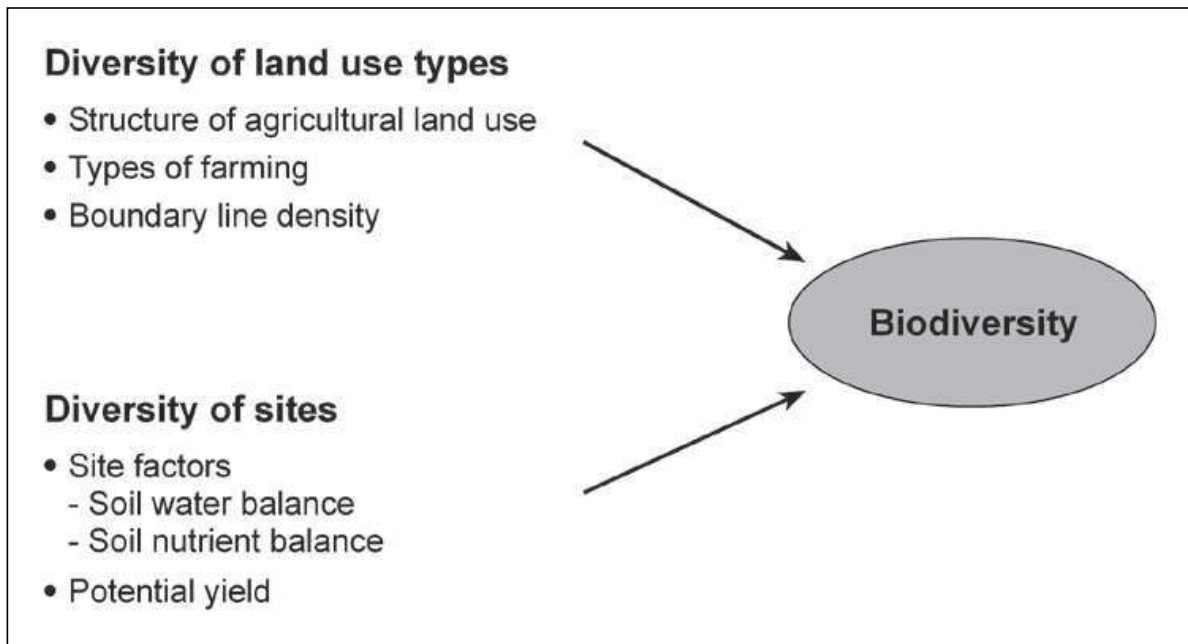 Diversity of land use types
• Structure of agricultural land use
• Types of farming
• Boundary line density
Biodiversity
Diversity of sites
• Site factors
- Soil water balance
- Soil nutrient balance
• Potential yield